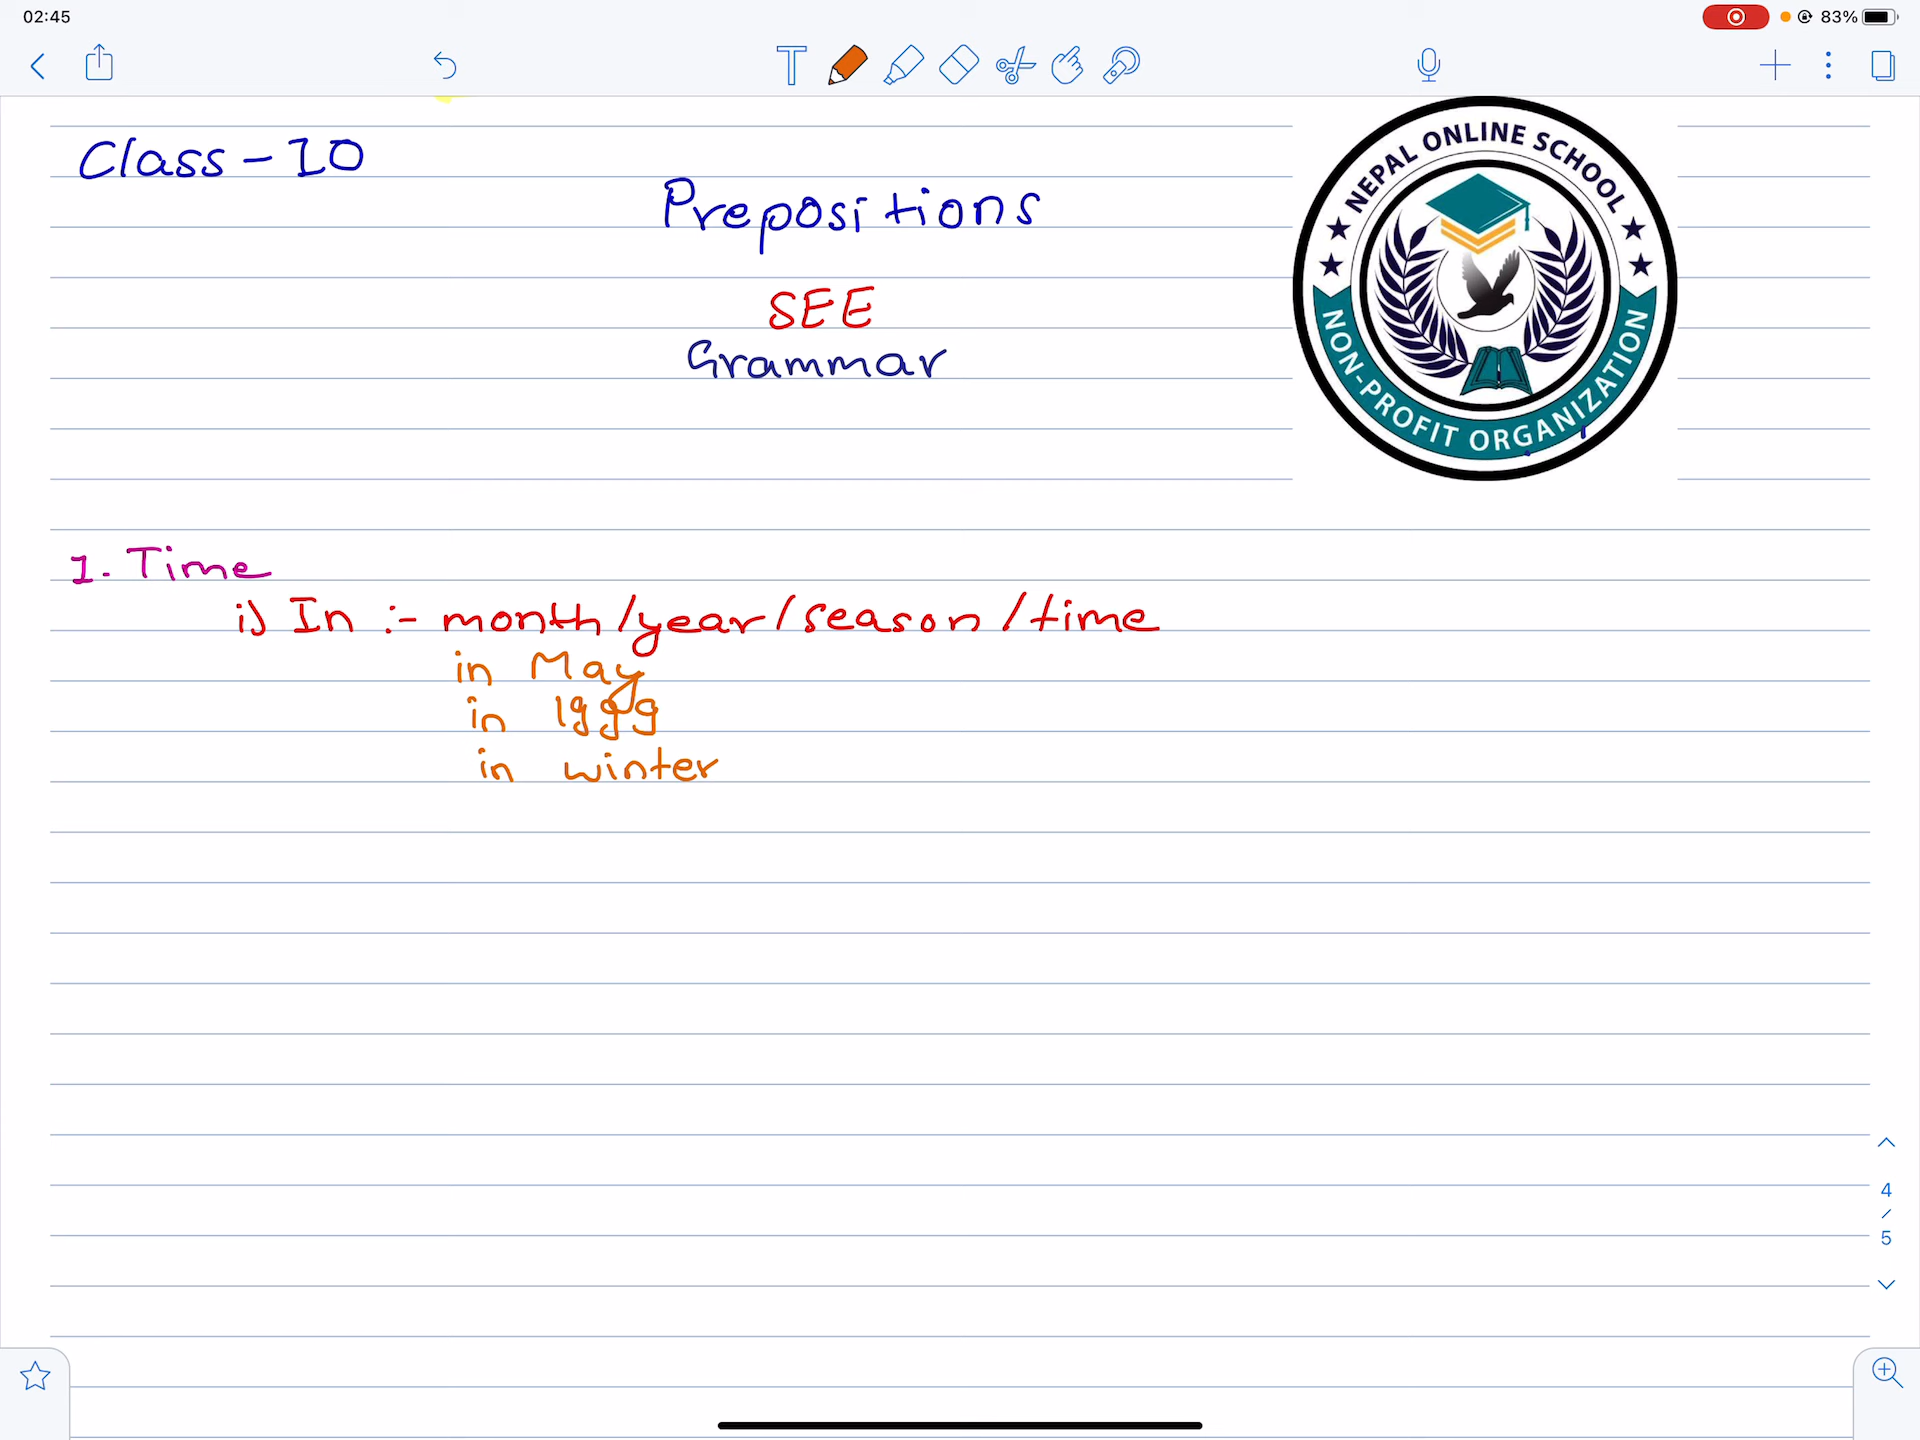 02:45
83%
Class - 10
Prepositions
SEE
Grammar
NEPAL ONLINE SCHOOL
NON-PROFIT ORGANIZATION
1. Time
i) In :- month/year/season/time
in May
in 1999
in winter
4
/
5